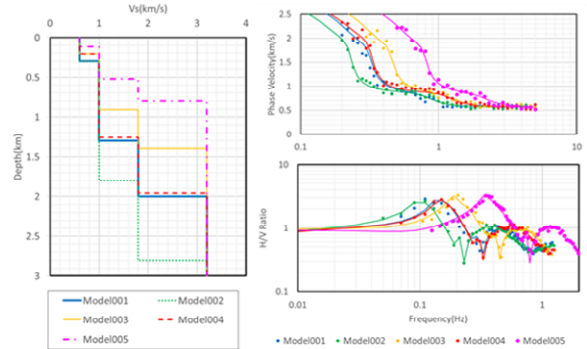 Vs(km/s)
0 1 2 3 4
0
0.5
1
1.5
2
2.5
3
Depth[km]
Model001 Model002
Model003 Model004
Model005
2.5
2
1.5
1
0.5
0
Phase Velocity(km/s)
0.1 1 10
10
1
0.1
H/V Ratio
0.01 0.1 1
Frequency(Hz)
Model001 Model002 Model003 Model004 Model005